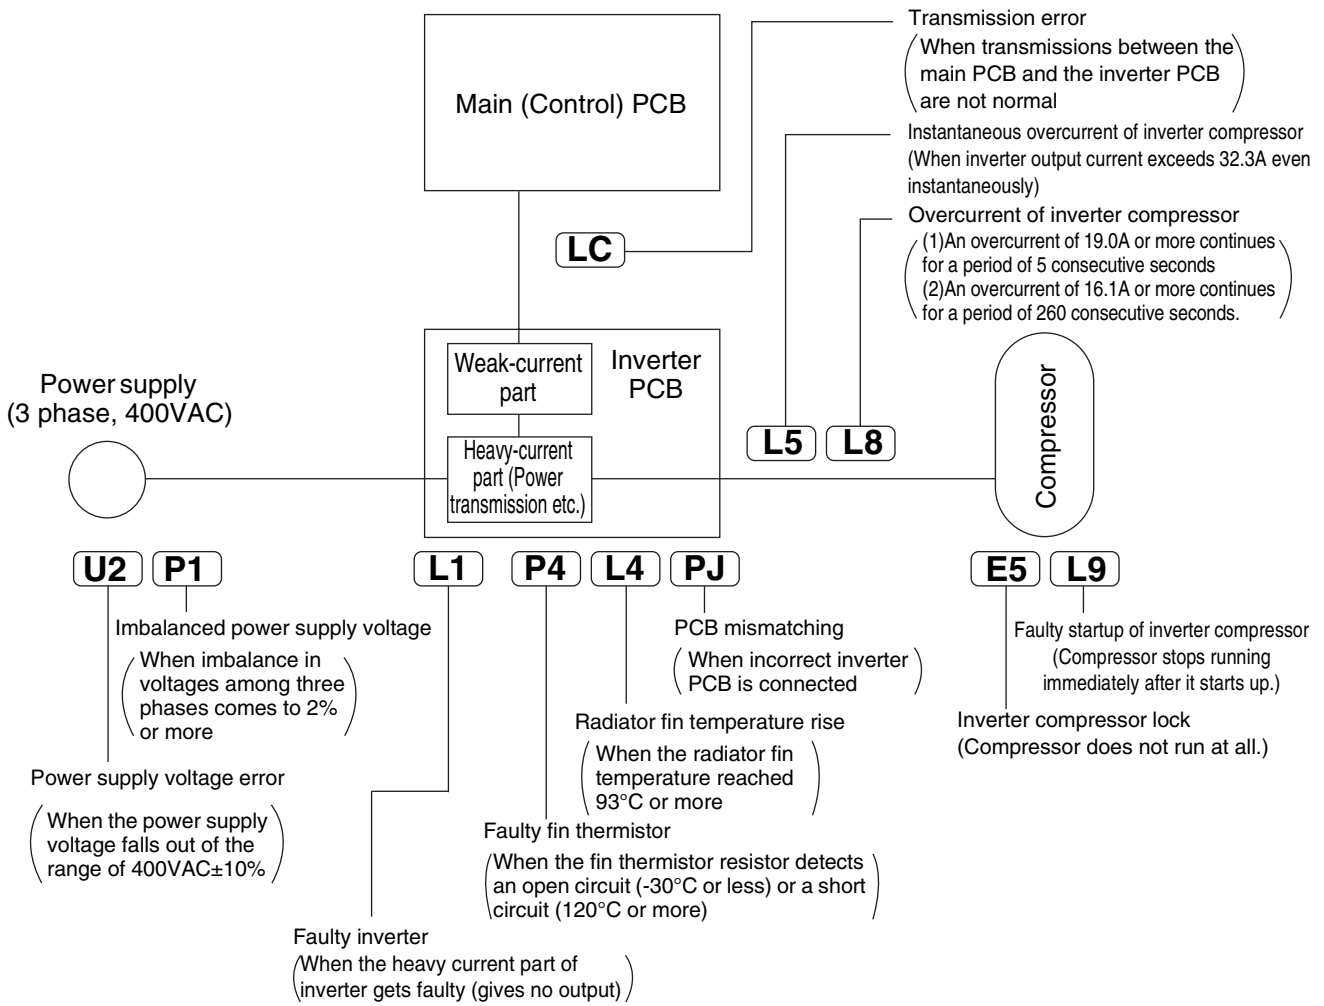 Main (Control) PCB
Transmission error
(When transmissions between the
main PCB and the inverter PCB
are not normal)
Instantaneous overcurrent of inverter compressor
(When inverter output current exceeds 32.3A even
instantaneously)
Overcurrent of inverter compressor
((1)An overcurrent of 19.0A or more continues
for a period of 5 consecutive seconds
(2)An overcurrent of 16.1A or more continues
for a period of 260 consecutive seconds.)
LC
Power supply
(3 phase, 400VAC)
Weak-current
part
Inverter
PCB
Heavy-current
part (Power
transmission etc.)
L5
L8
Compressor
U2
P1
L1
P4
L4
PJ
E5
L9
Imbalanced power supply voltage
(When imbalance in
voltages among three
phases comes to 2%
or more)
PCB mismatching
(When incorrect inverter
PCB is connected)
Faulty startup of inverter compressor
(Compressor stops running
immediately after it starts up.)
Radiator fin temperature rise
(When the radiator fin
temperature reached
93°C or more)
Inverter compressor lock
(Compressor does not run at all.)
Power supply voltage error
(When the power supply
voltage falls out of the
range of 400VAC±10%)
Faulty fin thermistor
(When the fin thermistor resistor detects
an open circuit (-30°C or less) or a short
circuit (120°C or more))
Faulty inverter
(When the heavy current part of
inverter gets faulty (gives no output))